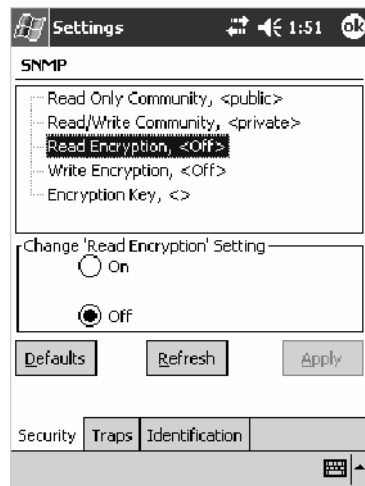 Settings 1:51 ok
SNMP
Read Only Community, <public>
Read/Write Community, <private>
Read Encryption, <Off>
Write Encryption, <Off>
Encryption Key, <>
Change 'Read Encryption' Setting
On
Off
Defaults Refresh Apply
Security Traps Identification